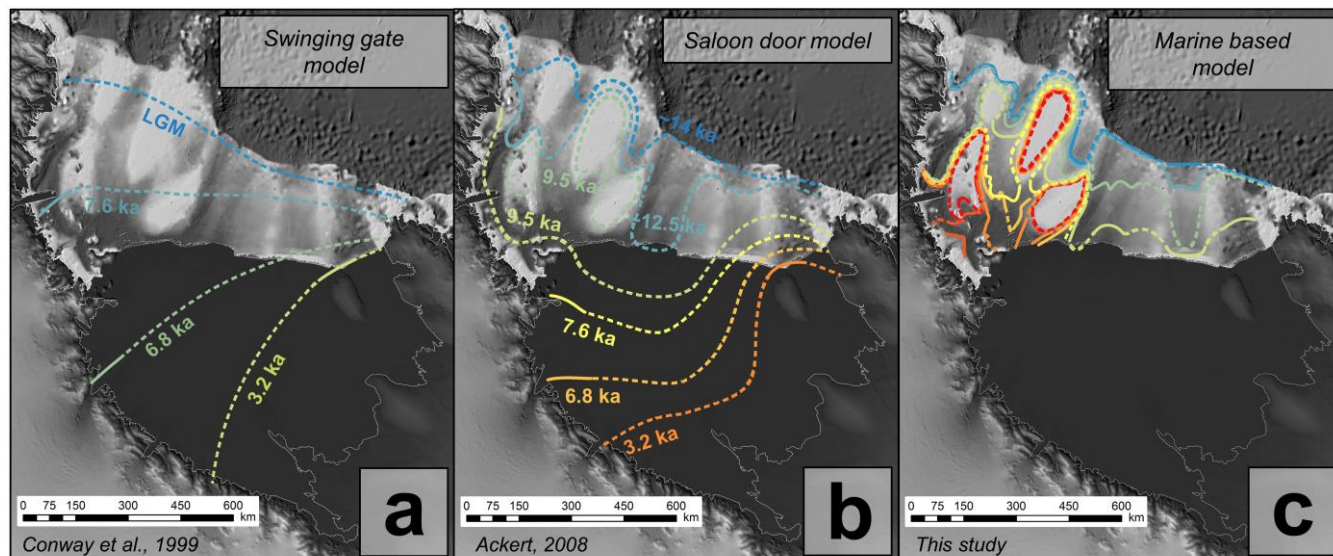 Swinging gate
model
LGM
7.6 ka
6.8 ka
3.2 ka
0 75 150 300 450 600
km
Conway et al., 1999
a
Saloon door model
~14 ka
9.5 ka
12.5 ka
9.5 ka
7.6 ka
6.8 ka
3.2 ka
0 75 150 300 450 600
km
Ackert, 2008
b
Marine based
model
0 75 150 300 450 600
km
This study
c